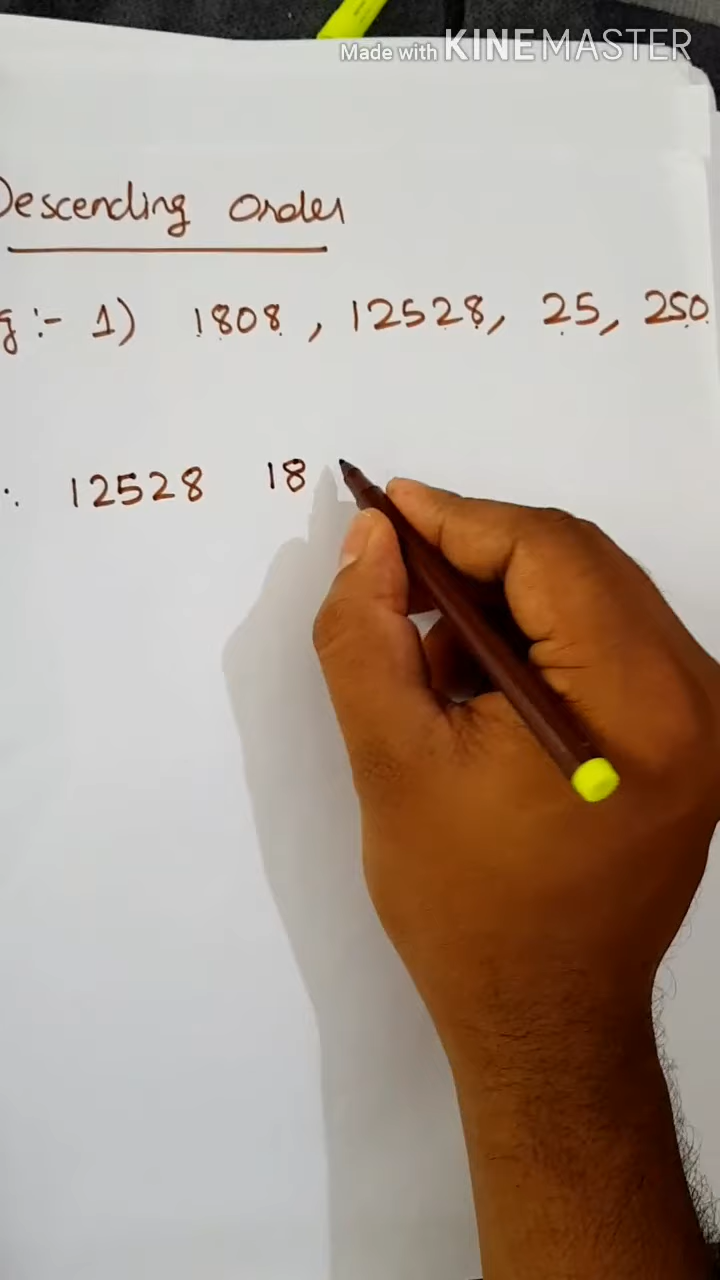 Made with KINEMASTER
Descending Order
g :- 1) 1808 , 12528, 25, 250
∴ 12528 18